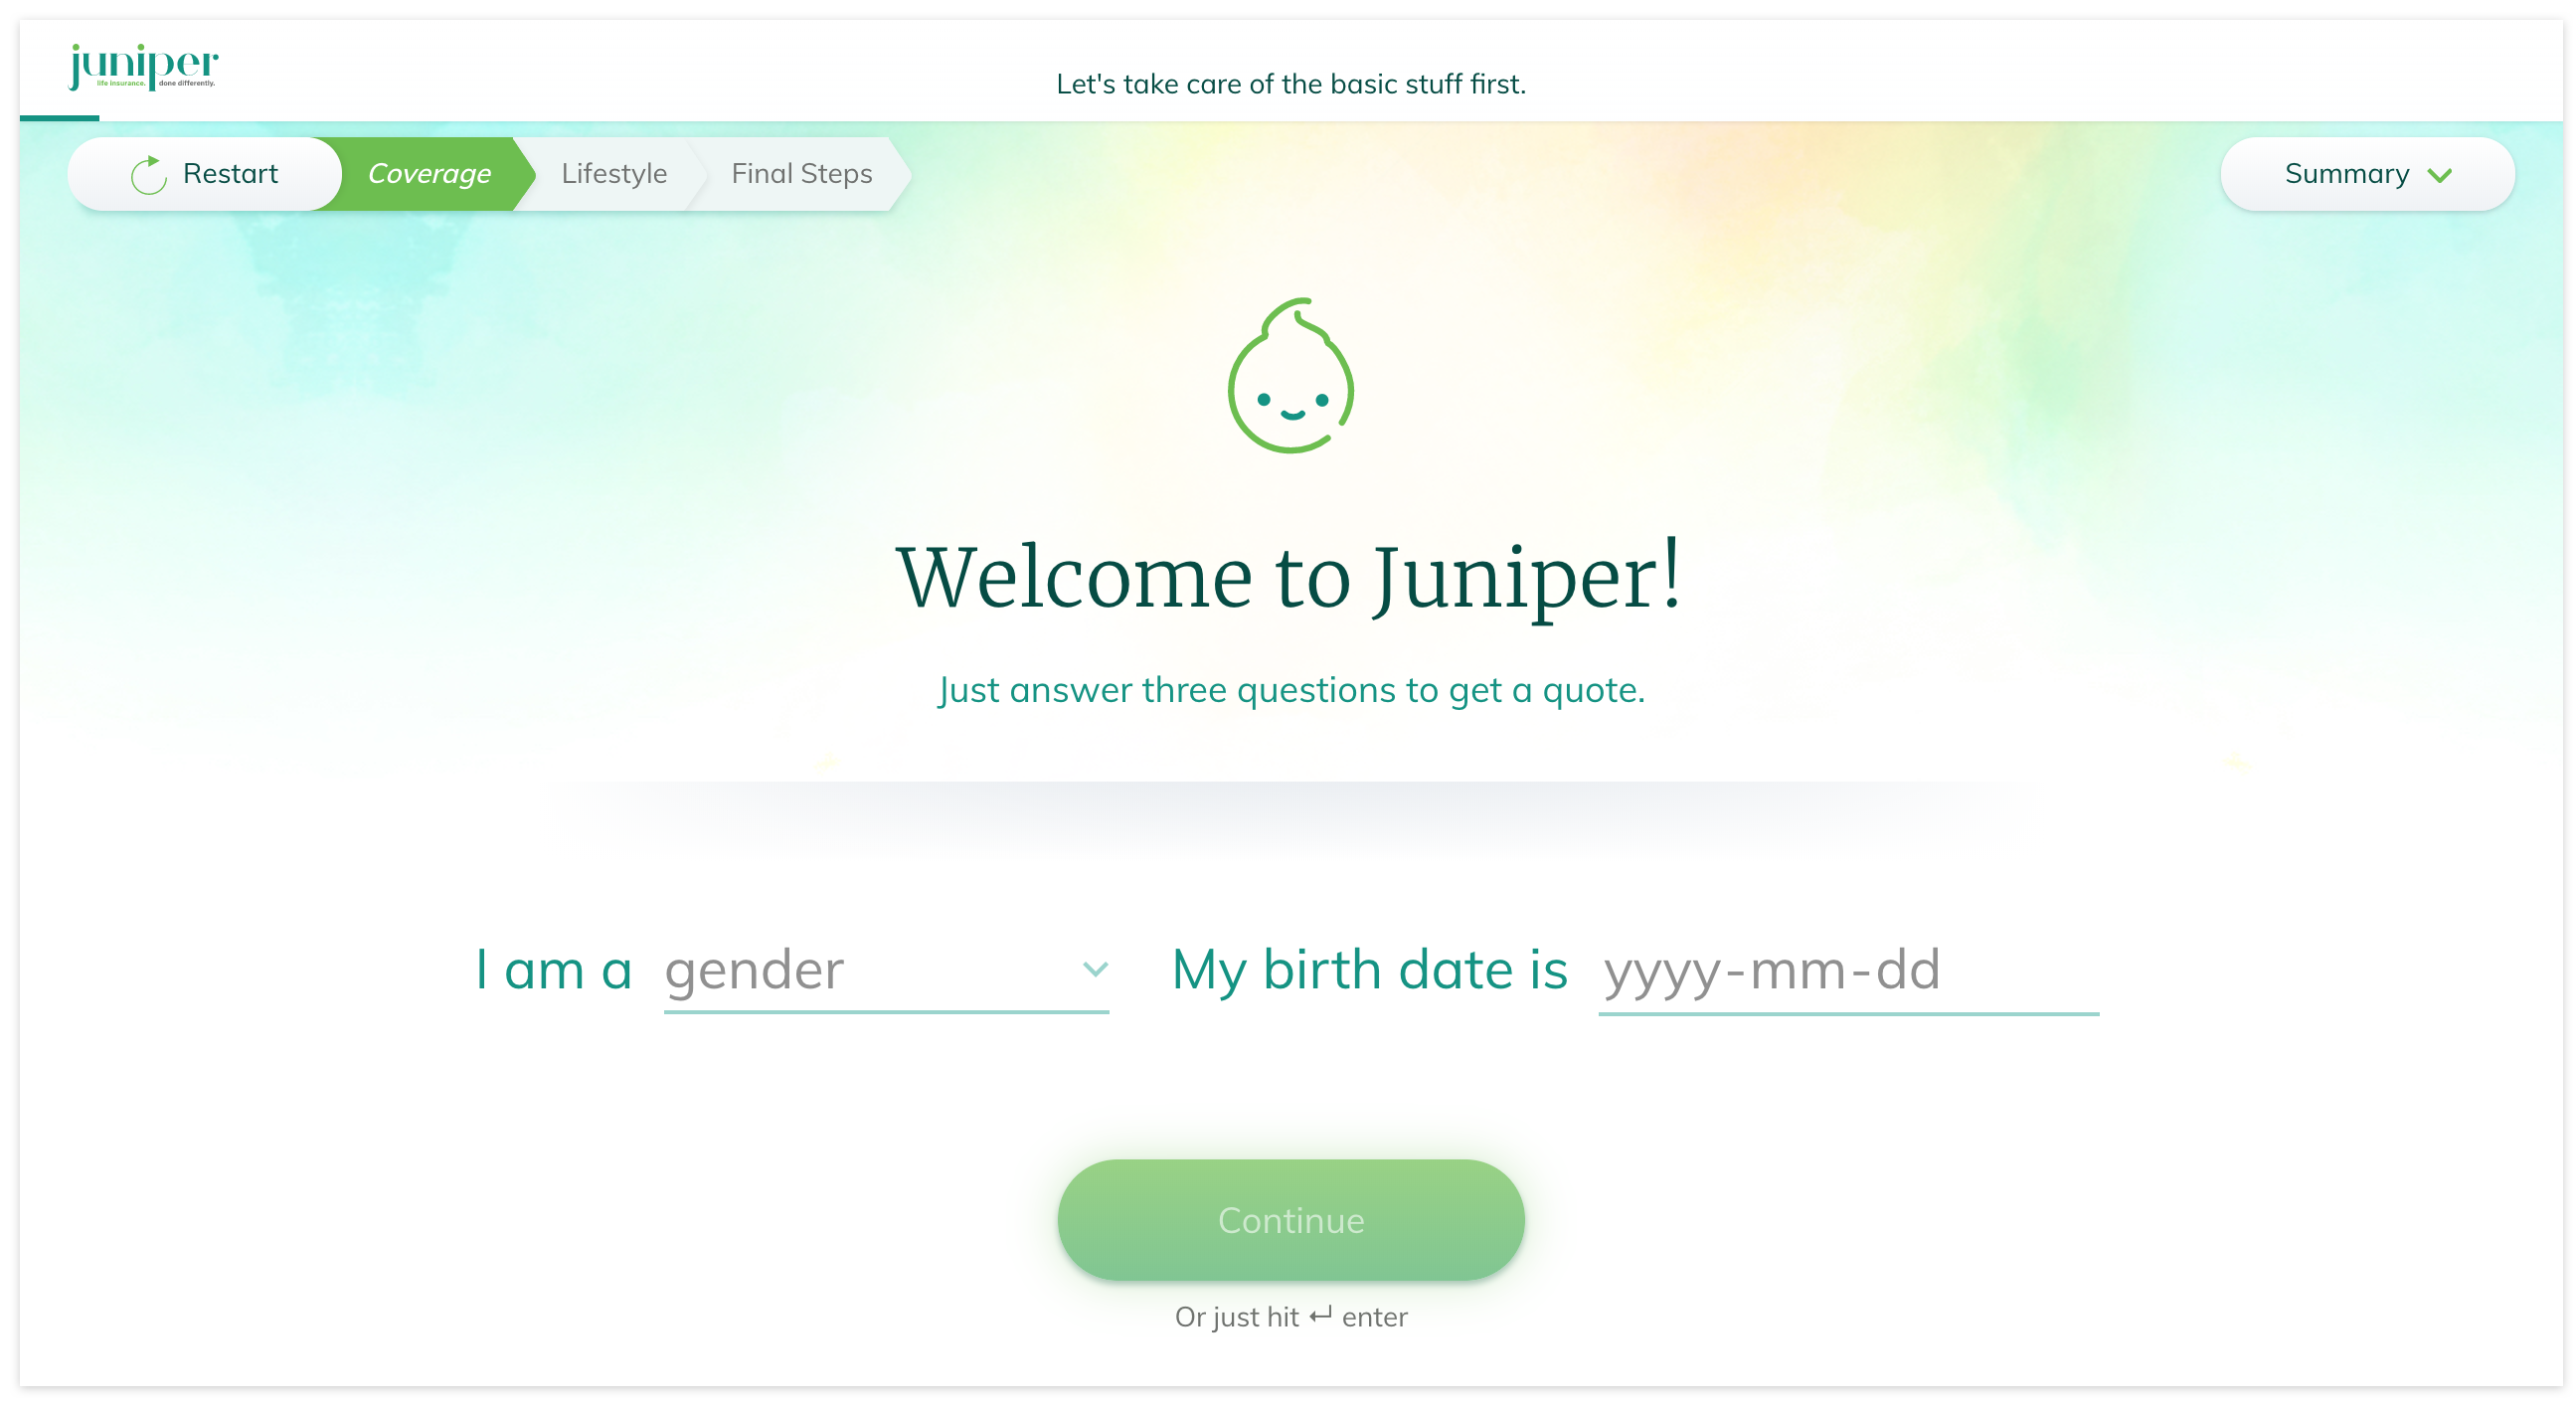 juniper
life insurance. done differently.
Let's take care of the basic stuff first.
Restart Coverage Lifestyle Final Steps Summary
Welcome to Juniper!
Just answer three questions to get a quote.
I am a gender My birth date is yyyy-mm-dd
Continue
Or just hit ↵ enter